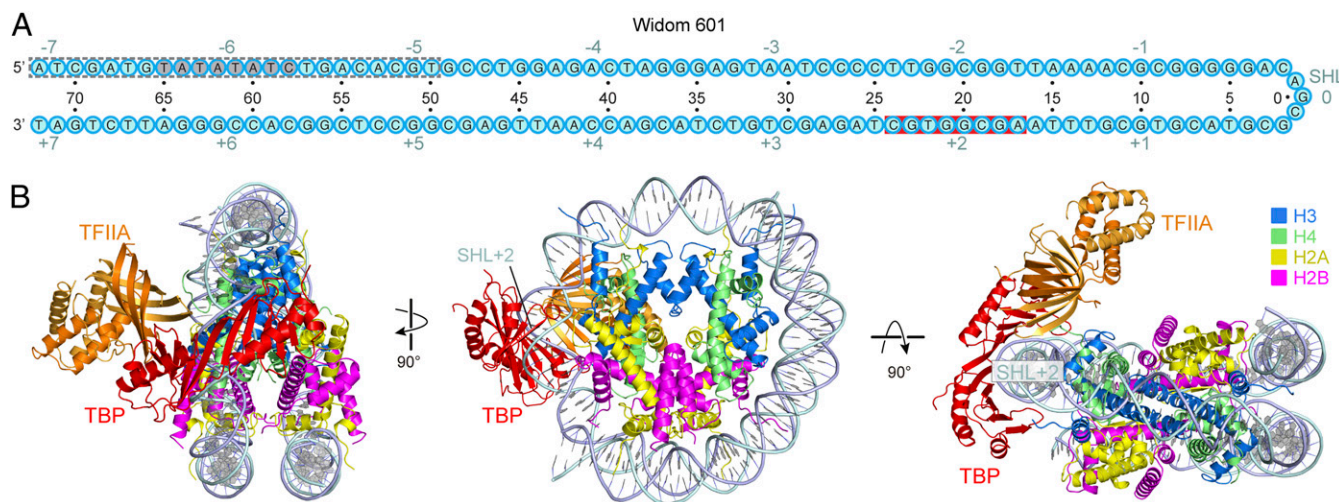 A
Widom 601
-7 -6 -5 -4 -3 -2 -1
5' ATCGATGTATATATCTGACACGTGCCTGGAGACTAGGGAGTAATCCCCTTGGCGGTTAAAACGCGGGGGAC
A SHL
70 65 60 55 50 45 40 35 30 25 20 15 10 5 0 G 0
C
3' TAGTCTTAGGGCCACGGCTCCGGCGAGTTAACCAGCATCTGTCGAGATCGTGGCGAATTTGCGTGCATGCG
+7 +6 +5 +4 +3 +2 +1
B
TFIIA
TBP
90°
SHL+2
TBP
90°
TFIIA
SHL+2
TBP
H3
H4
H2A
H2B